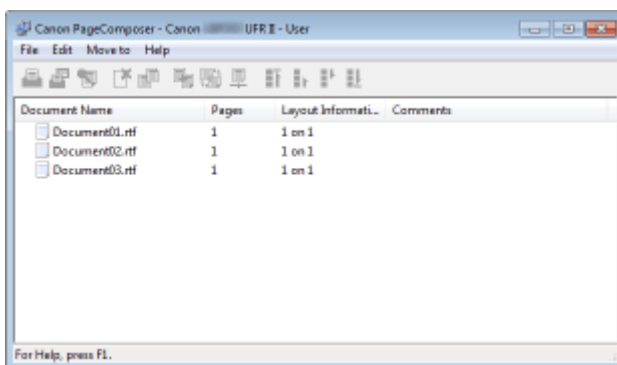 Canon PageComposer - Canon UFR II - User
File Edit Move to Help
Document Name Pages Layout Informati... Comments
Document01.rtf 1 1 on 1
Document02.rtf 1 1 on 1
Document03.rtf 1 1 on 1
For Help, press F1.